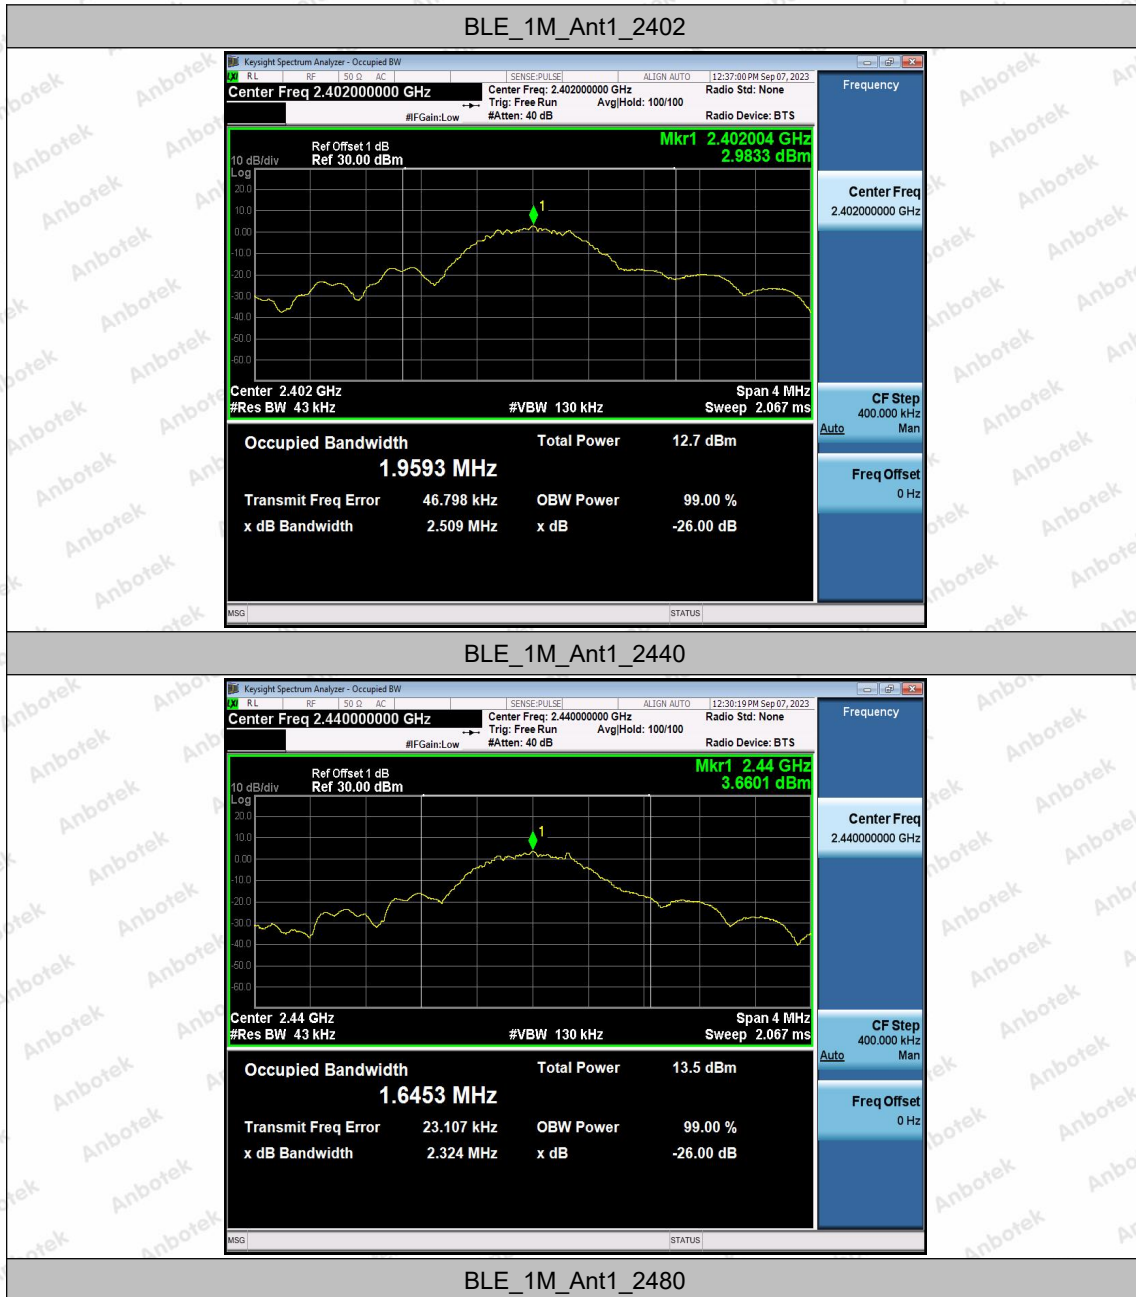 BLE_1M_Ant1_2402
Keysight Spectrum Analyzer - Occupied BW
RL RF 50 Ω AC SENSE:PULSE ALIGN AUTO 12:37:00 PM Sep 07, 2023
Center Freq 2.402000000 GHz Center Freq: 2.402000000 GHz Radio Std: None Frequency
Trig: Free Run Avg|Hold: 100/100
#IFGain:Low #Atten: 40 dB Radio Device: BTS
Mkr1 2.402004 GHz
2.9833 dBm
Ref Offset 1 dB
10 dB/div Ref 30.00 dBm
Log
20.0
10.0
0.00
-10.0
-20.0
-30.0
-40.0
-50.0
-60.0
1
Center Freq
2.402000000 GHz
Center 2.402 GHz Span 4 MHz
#Res BW 43 kHz #VBW 130 kHz Sweep 2.067 ms
CF Step
400.000 kHz
Auto Man
Occupied Bandwidth Total Power 12.7 dBm
1.9593 MHz
Transmit Freq Error 46.798 kHz OBW Power 99.00 %
x dB Bandwidth 2.509 MHz x dB -26.00 dB
Freq Offset
0 Hz
MSG STATUS
BLE_1M_Ant1_2440
Keysight Spectrum Analyzer - Occupied BW
RL RF 50 Ω AC SENSE:PULSE ALIGN AUTO 12:30:19 PM Sep 07, 2023
Center Freq 2.440000000 GHz Center Freq: 2.440000000 GHz Radio Std: None Frequency
Trig: Free Run Avg|Hold: 100/100
#IFGain:Low #Atten: 40 dB Radio Device: BTS
Mkr1 2.44 GHz
3.6601 dBm
Ref Offset 1 dB
10 dB/div Ref 30.00 dBm
Log
20.0
10.0
0.00
-10.0
-20.0
-30.0
-40.0
-50.0
-60.0
1
Center Freq
2.440000000 GHz
Center 2.44 GHz Span 4 MHz
#Res BW 43 kHz #VBW 130 kHz Sweep 2.067 ms
CF Step
400.000 kHz
Auto Man
Occupied Bandwidth Total Power 13.5 dBm
1.6453 MHz
Transmit Freq Error 23.107 kHz OBW Power 99.00 %
x dB Bandwidth 2.324 MHz x dB -26.00 dB
Freq Offset
0 Hz
MSG STATUS
BLE_1M_Ant1_2480